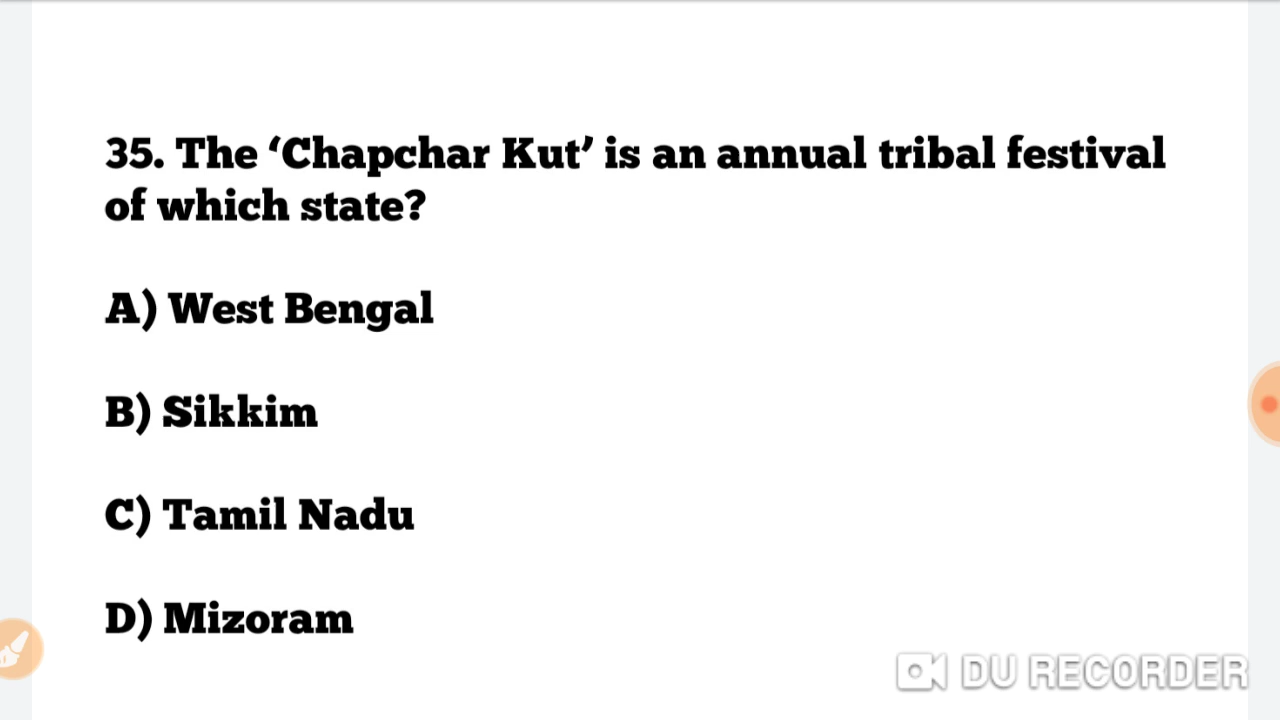 35. The ‘Chapchar Kut’ is an annual tribal festival
of which state?
A) West Bengal
B) Sikkim
C) Tamil Nadu
D) Mizoram
DU RECORDER